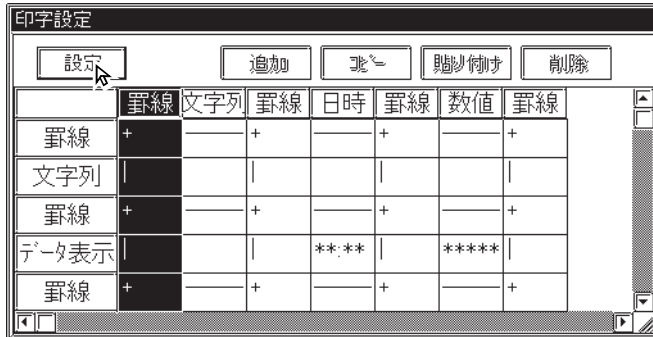 印字設定
設定 追加 ｺﾋﾟｰ 貼り付け 削除
罫線 文字列 罫線 日時 罫線 数値 罫線
罫線 + ─── + ─── + ─── +
文字列 | | | |
罫線 + ─── + ─── + ─── +
ﾃﾞｰﾀ表示 | | **:** | ***** |
罫線 + ─── + ─── + ─── +